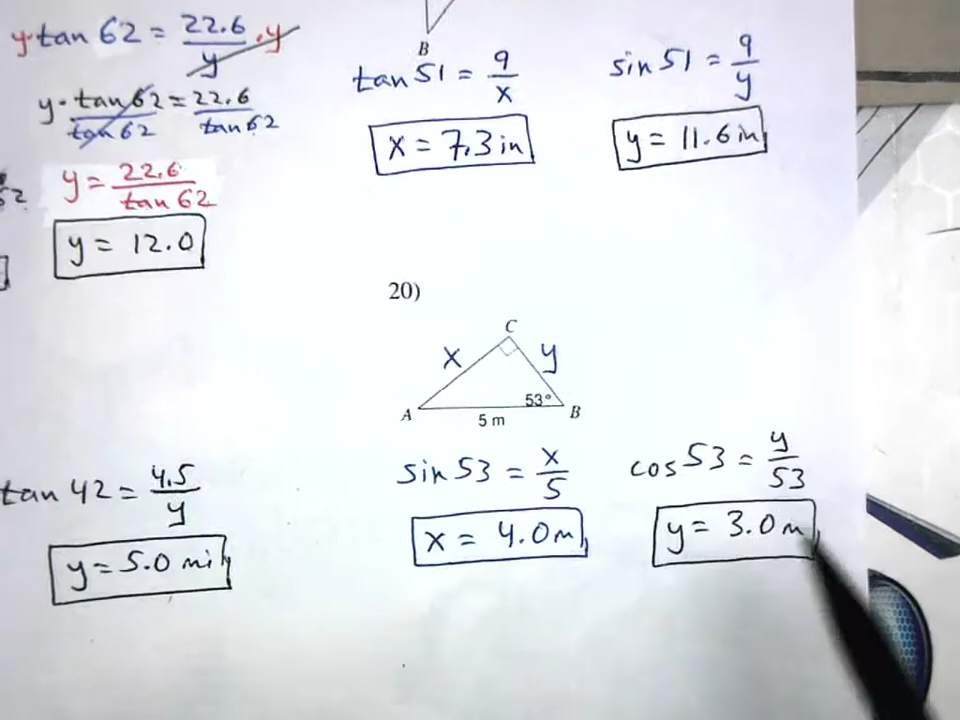 y·tan 62 = 22.6/y ·y
y·tan 62/tan 62 = 22.6/tan 62
y = 22.6/tan 62
y = 12.0
B
tan 51 = 9/x
x = 7.3 in
sin 51 = 9/y
y = 11.6 in
20)
C
x
y
53°
A
B
5 m
tan 42 = 4.5/y
y = 5.0 mi
sin 53 = x/5
x = 4.0 m
cos 53 = y/53
y = 3.0 m